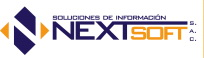 SOLUCIONES DE INFORMACIÓN
NEXTSOFT
S.
A.
C.